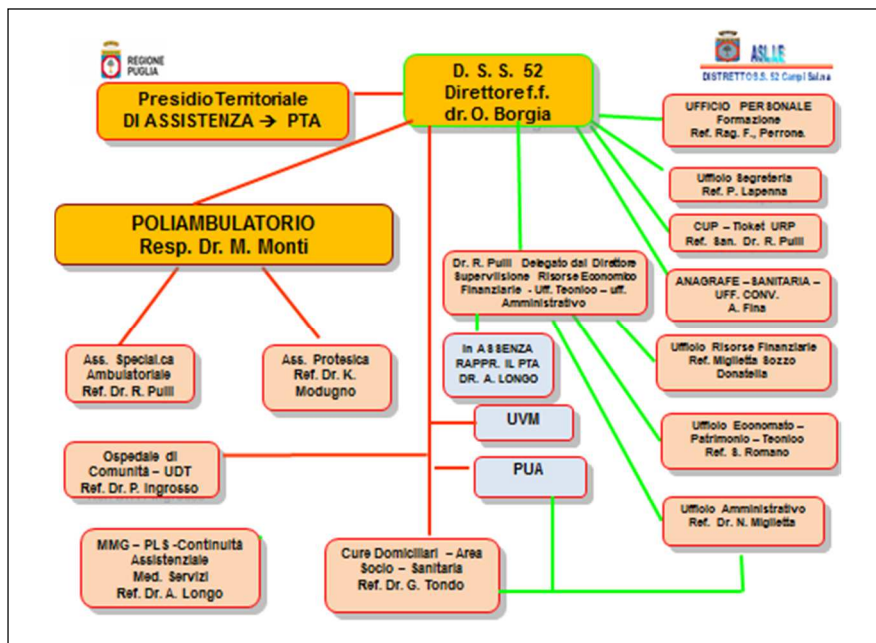 REGIONE
PUGLIA
D. S. S. 52
Direttore f.f.
dr. O. Borgia
ASL LE
DISTRETTO S.S. 52 Campi Sal.na
Presidio Territoriale
DI ASSISTENZA → PTA
UFFICIO PERSONALE
Formazione
Ref. Rag. F., Perrone.
Ufficio Segreteria
Ref. P. Lapenna
POLIAMBULATORIO
Resp. Dr. M. Monti
CUP – Ticket URP
Ref. San. Dr. R. Pulli
Dr. R. Pulli Delegato dal Direttore
Superviisione Risorse Economico
Finanziarie - Uff. Tecnico – uff.
Amministrativo
ANAGRAFE – SANITARIA –
UFF. CONV.
A. Fina
In ASSENZA
RAPPR. IL PTA
DR. A. LONGO
Ufficio Risorse Finanziarie
Ref. Miglietta Sozzo
Donatella
Ass. Special.ca
Ambulatoriale
Ref. Dr. R. Pulli
Ass. Protesica
Ref. Dr. K.
Modugno
UVM
Ufficio Economato –
Patrimonio – Tecnico
Ref. S. Romano
Ospedale di
Comunità – UDT
Ref. Dr. P. Ingrosso
PUA
Ufficio Amministrativo
Ref. Dr. N. Miglietta
MMG – PLS -Continuità
Assistenziale
Med. Servizi
Ref. Dr. A. Longo
Cure Domiciliari – Area
Socio – Sanitaria
Ref. Dr. G. Tondo